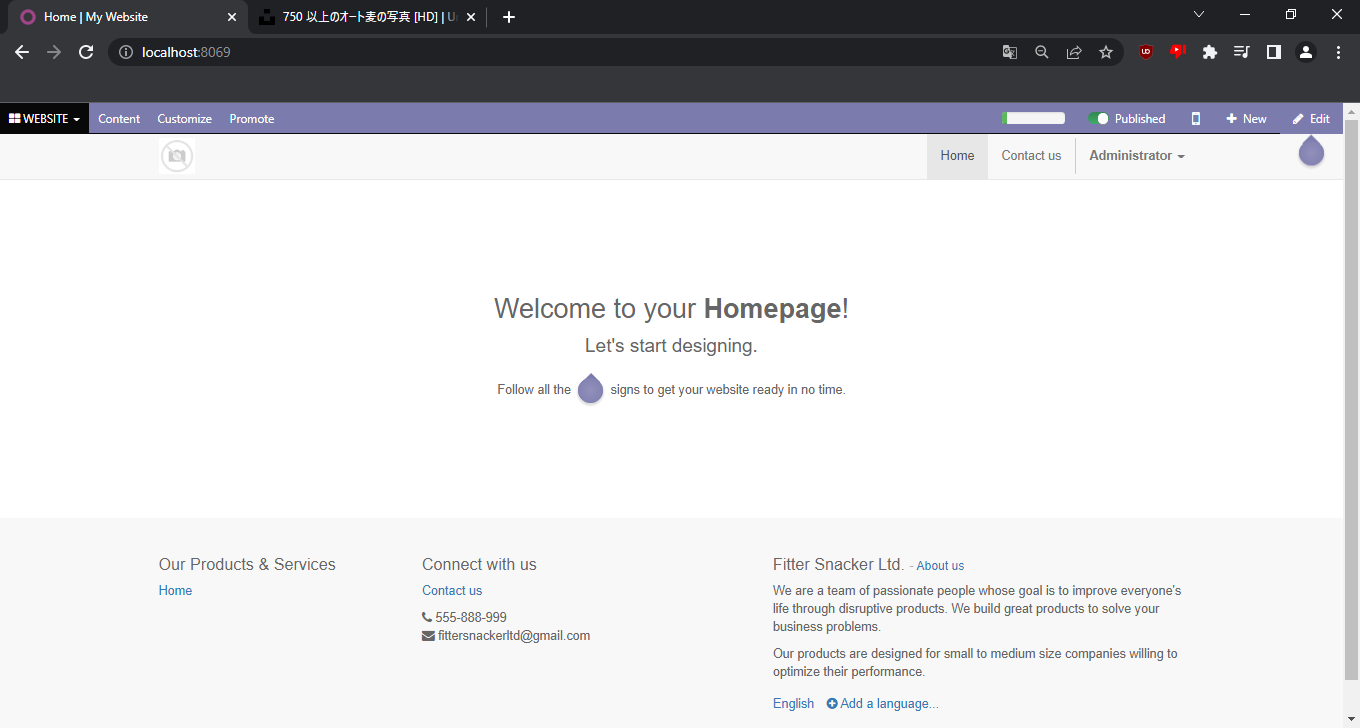 Home | My Website
750 以上のオート麦の写真 [HD] | U
localhost:8069
WEBSITE Content Customize Promote Published New Edit
Home Contact us Administrator
Welcome to your Homepage!
Let's start designing.
Follow all the signs to get your website ready in no time.
Our Products & Services
Home
Connect with us
Contact us
555-888-999
fittersnackerltd@gmail.com
Fitter Snacker Ltd. - About us
We are a team of passionate people whose goal is to improve everyone's
life through disruptive products. We build great products to solve your
business problems.
Our products are designed for small to medium size companies willing to
optimize their performance.
English Add a language...